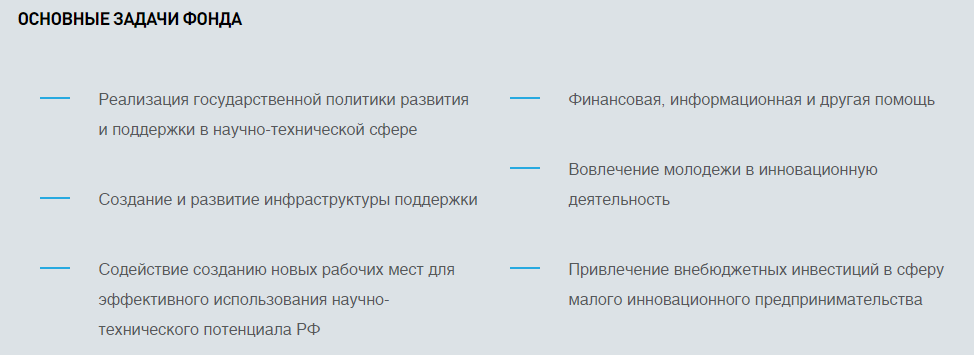 ОСНОВНЫЕ ЗАДАЧИ ФОНДА
Реализация государственной политики развития
и поддержки в научно-технической сфере
Создание и развитие инфраструктуры поддержки
Содействие созданию новых рабочих мест для
эффективного использования научно-
технического потенциала РФ
Финансовая, информационная и другая помощь
Вовлечение молодежи в инновационную
деятельность
Привлечение внебюджетных инвестиций в сферу
малого инновационного предпринимательства